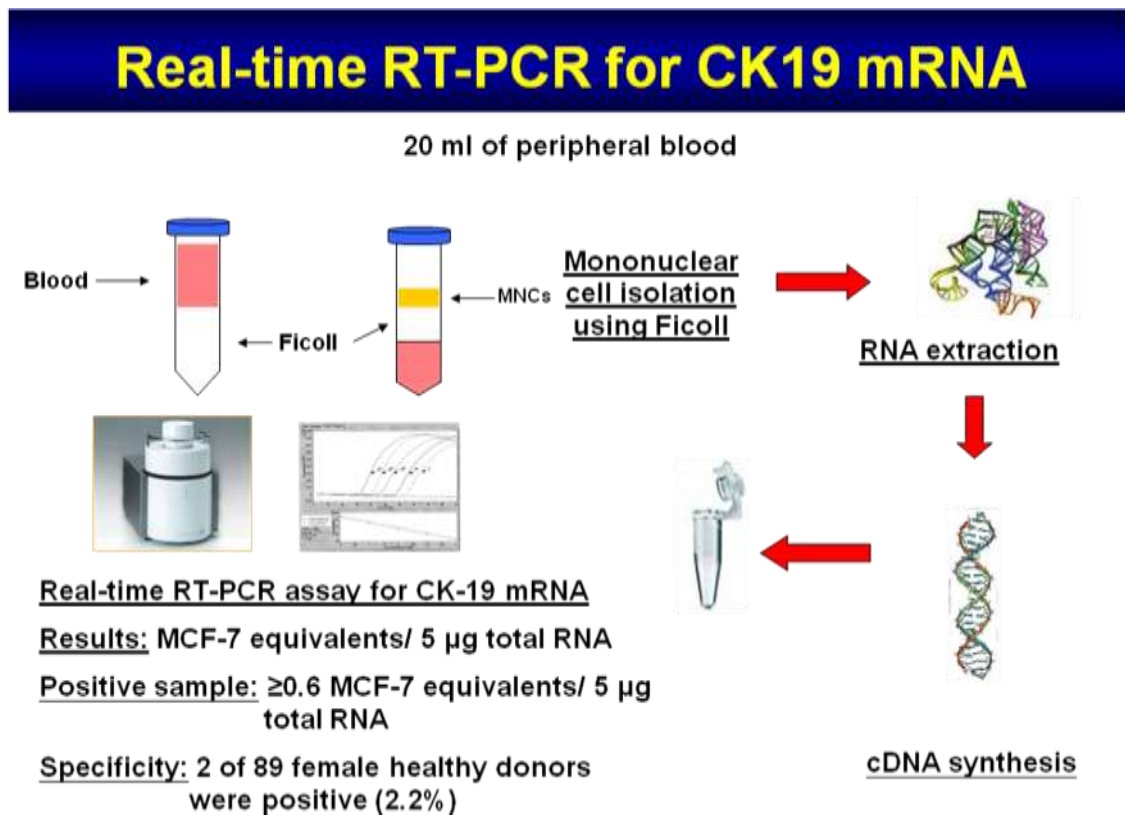 Real-time RT-PCR for CK19 mRNA
20 ml of peripheral blood
Blood
Ficoll
MNCs
Mononuclear
cell isolation
using Ficoll
RNA extraction
cDNA synthesis
Real-time RT-PCR assay for CK-19 mRNA
Results: MCF-7 equivalents/ 5 µg total RNA
Positive sample: ≥0.6 MCF-7 equivalents/ 5 µg
total RNA
Specificity: 2 of 89 female healthy donors
were positive (2.2%)